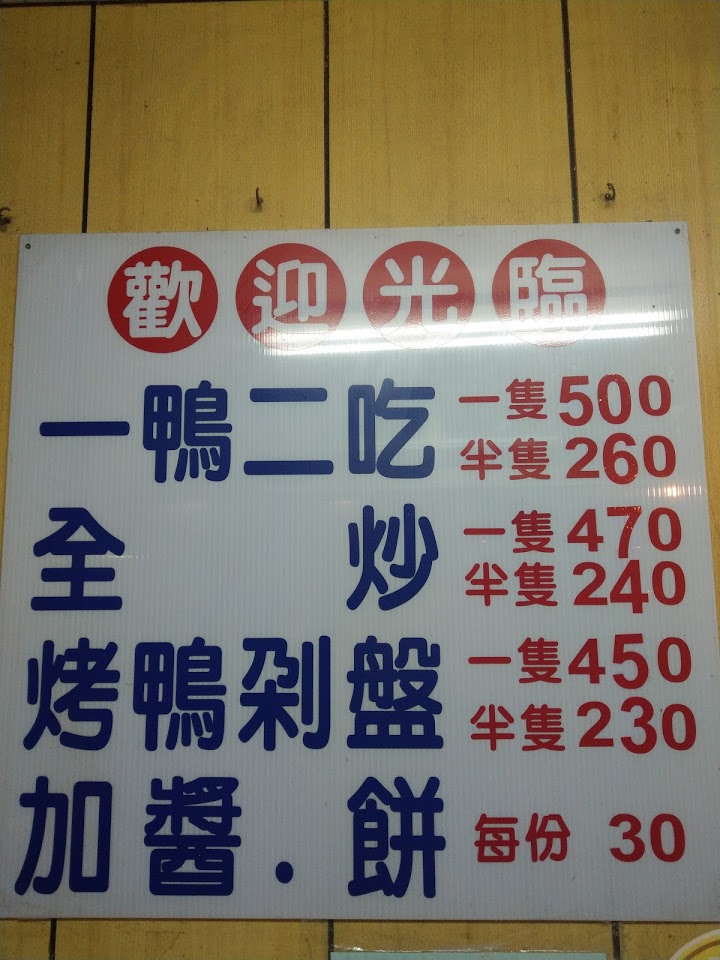 歡迎光臨
一鴨二吃 一隻500
半隻260
全炒 一隻470
半隻240
烤鴨剁盤 一隻450
半隻230
加醬.餅 每份 30